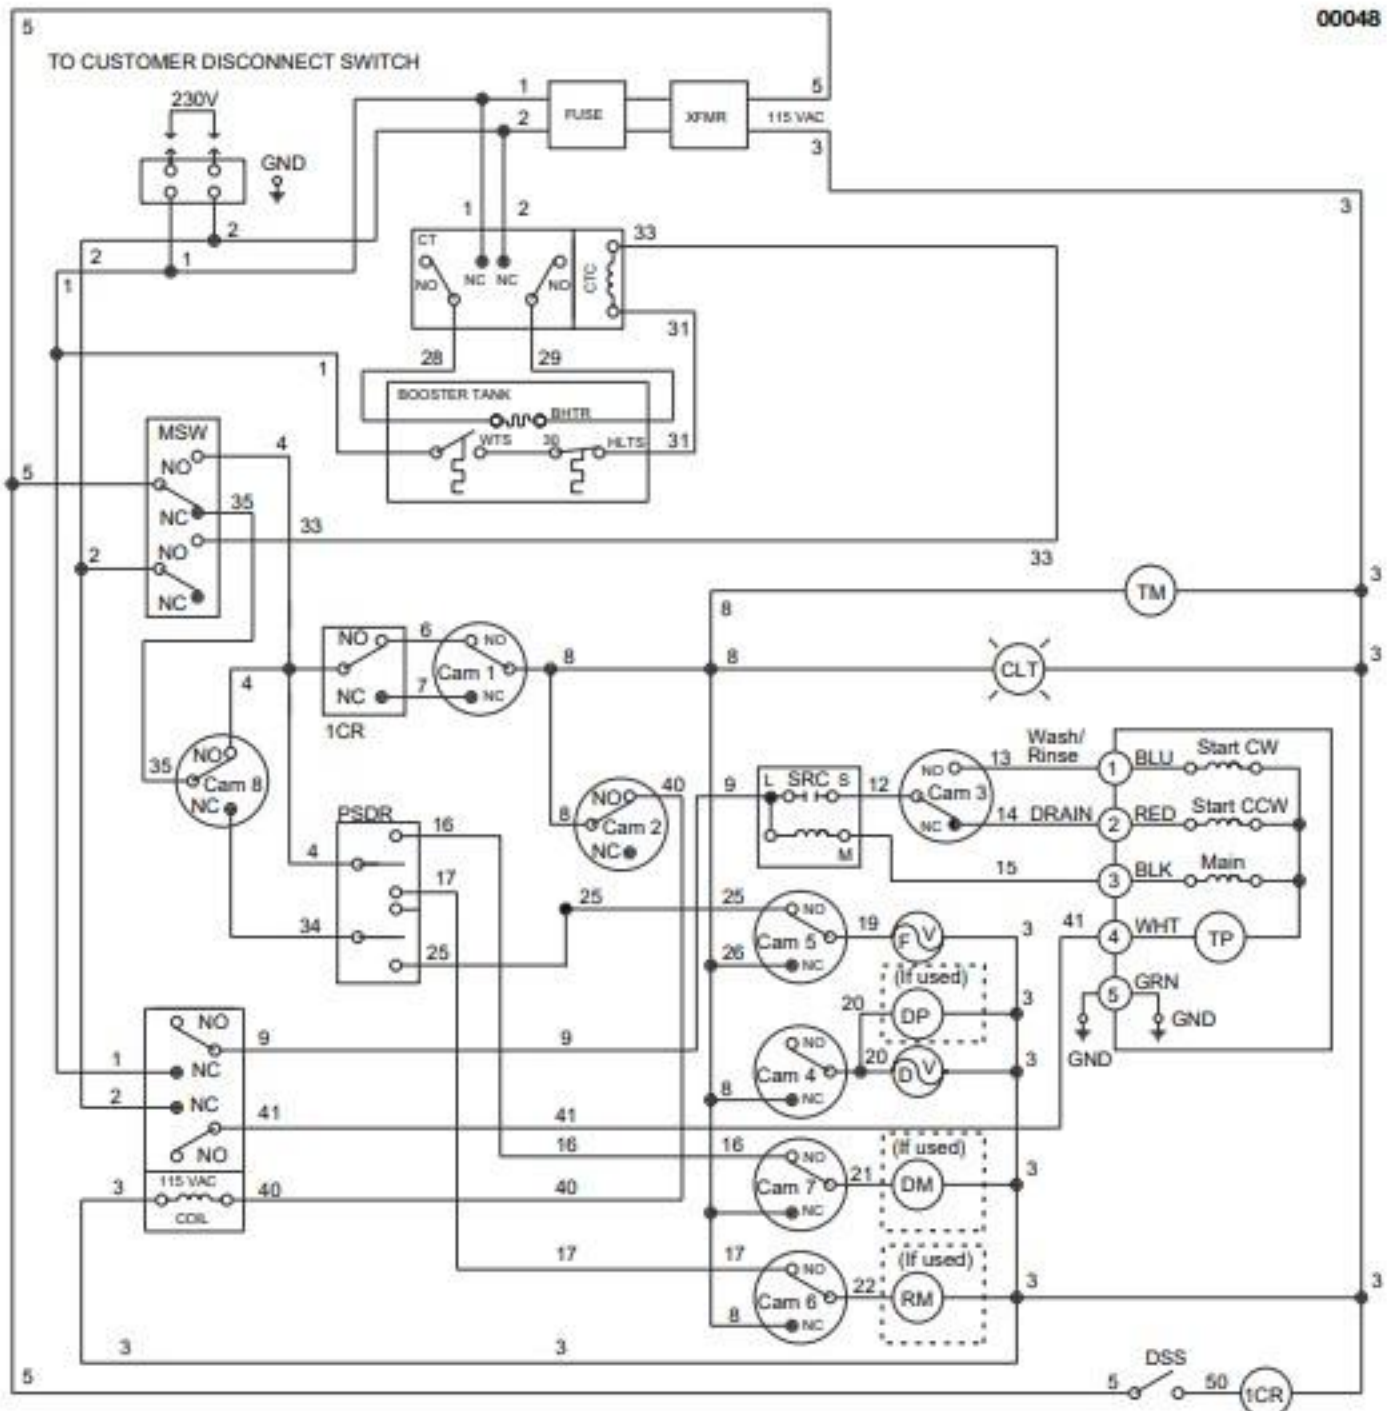 00048
5
TO CUSTOMER DISCONNECT SWITCH
230V
GND
1
2
FUSE
XFMR
5
115 VAC
3
3
2
1
2
1
1
2
CT
NO
NC
NC
NO
CTC
33
31
28
29
1
BOOSTER TANK
BHTR
WTS
30
HLTS
31
MSW
NO
NC
NO
NC
4
5
35
33
2
33
8
TM
3
NO
NC
1CR
6
7
NO
Cam 1
NC
8
8
CLT
3
4
35
NO
Cam 8
NC
PSDR
16
4
17
34
25
8
NO
Cam 2
NC
40
25
9
L
SRC
S
M
12
NO
Cam 3
NC
Wash/
Rinse
13
14
DRAIN
15
1
BLU
Start CW
2
RED
Start CCW
3
BLK
Main
41
4
WHT
TP
5
GRN
GND
GND
25
26
NO
Cam 5
NC
19
F
V
3
(If used)
20
DP
3
NO
Cam 4
NC
8
20
D
V
3
NO
NC
NC
NO
1
2
9
9
41
41
16
16
115 VAC
COIL
3
40
40
NO
Cam 7
NC
21
(If used)
DM
3
17
17
NO
Cam 6
NC
8
22
(If used)
RM
3
3
3
3
5
5
DSS
50
1CR